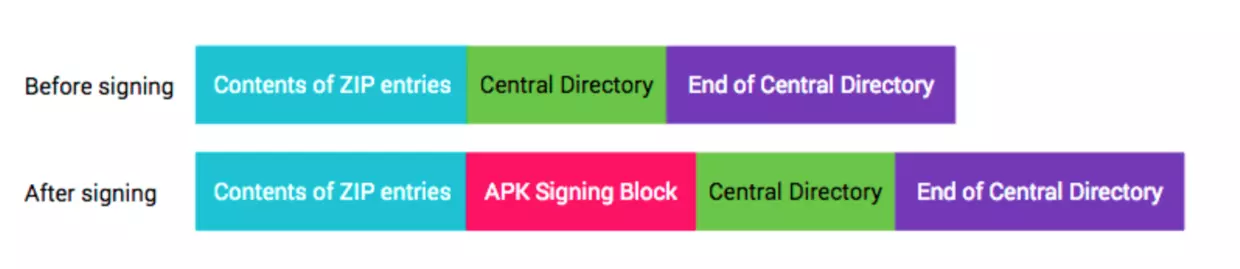 Before signing Contents of ZIP entries Central Directory End of Central Directory
After signing Contents of ZIP entries APK Signing Block Central Directory End of Central Directory